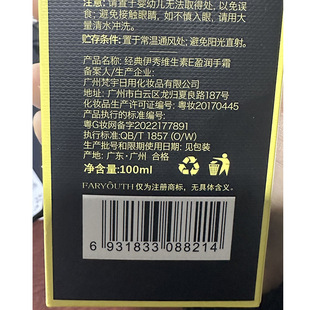 注意:请置于婴幼儿无法取得处,以免误
食;避免接触眼睛,如不慎入眼,请用大
量清水冲洗。
贮存条件:置于常温通风处;避免阳光直射。
产品名称:经典伊秀维生素E盈润手霜
备案人/生产企业:
广州梵宇日用化妆品有限公司
广州市白云区龙归夏良路187号
化妆品生产许可证编号:粤妆20170445
产品执行的标准编号:
粤G妆网备字2022177891
执行标准:QB/T 1857 (O/W)
生产批号和限期使用日期:见包装
产地:广东·广州 合格
净含量:100ml
FARYOUTH 仅为注册商标,无具体含义。
6 931833 088214